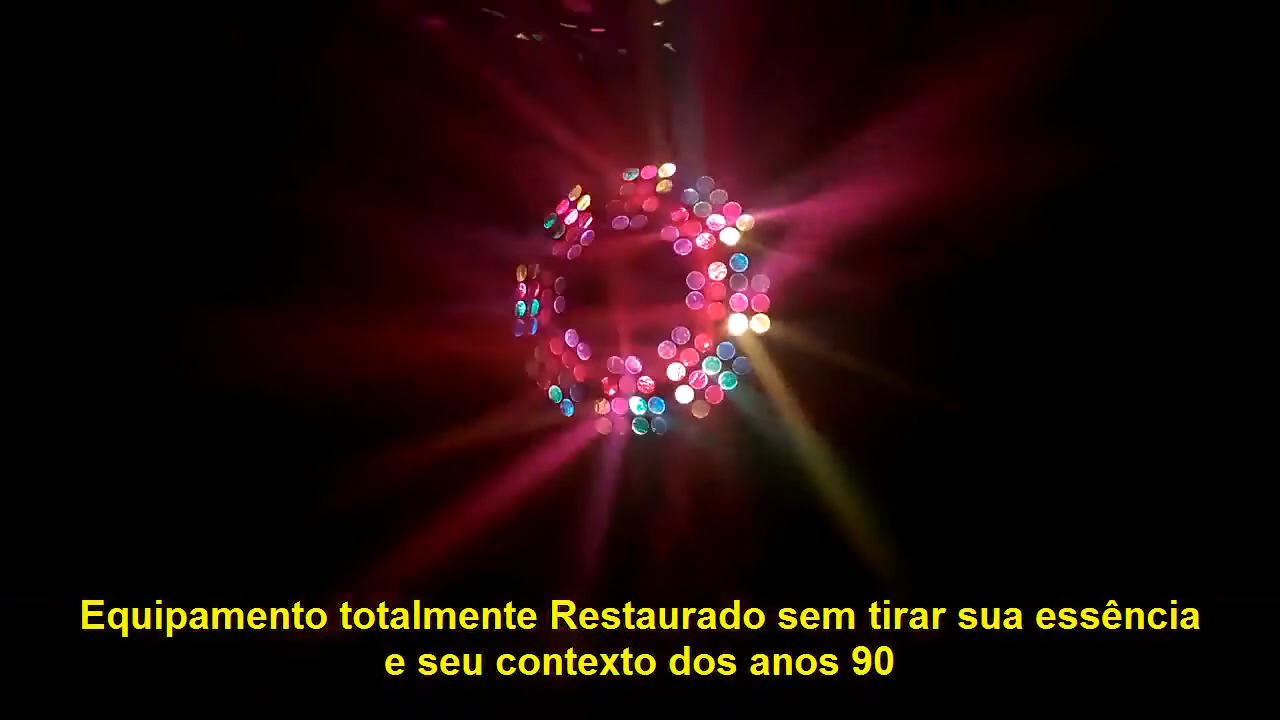 Equipamento totalmente Restaurado sem tirar sua essência
e seu contexto dos anos 90